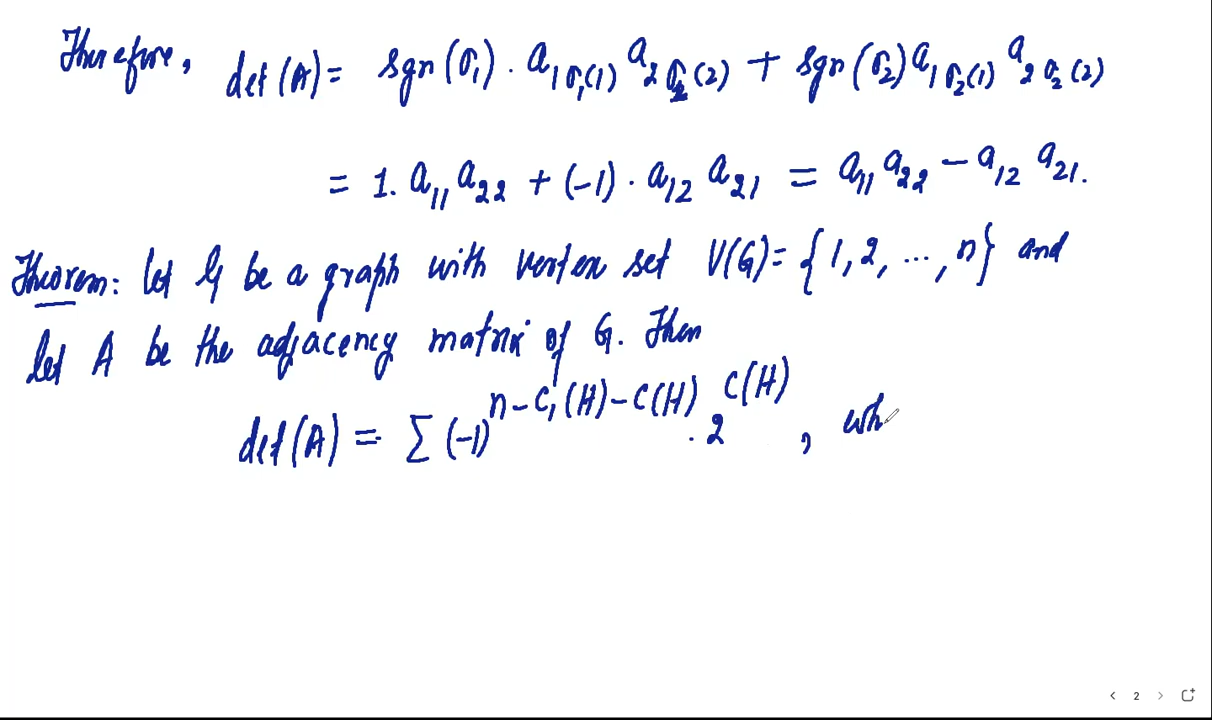 Therefore, det(A) = sgn(σ₁) · a₁σ₁(1) a₂σ₂(2) + sgn(σ₂) a₁σ₂(1) a₂σ₂(2)
= 1. a₁₁ a₂₂ + (-1) · a₁₂ a₂₁ = a₁₁ a₂₂ - a₁₂ a₂₁.
Theorem: Let G be a graph with vertex set V(G) = {1, 2, ..., n} and
let A be the adjacency matrix of G. Then
det(A) = Σ (-1)^{n - C₁(H) - C(H)} · 2^{C(H)}, wh
< 2 >